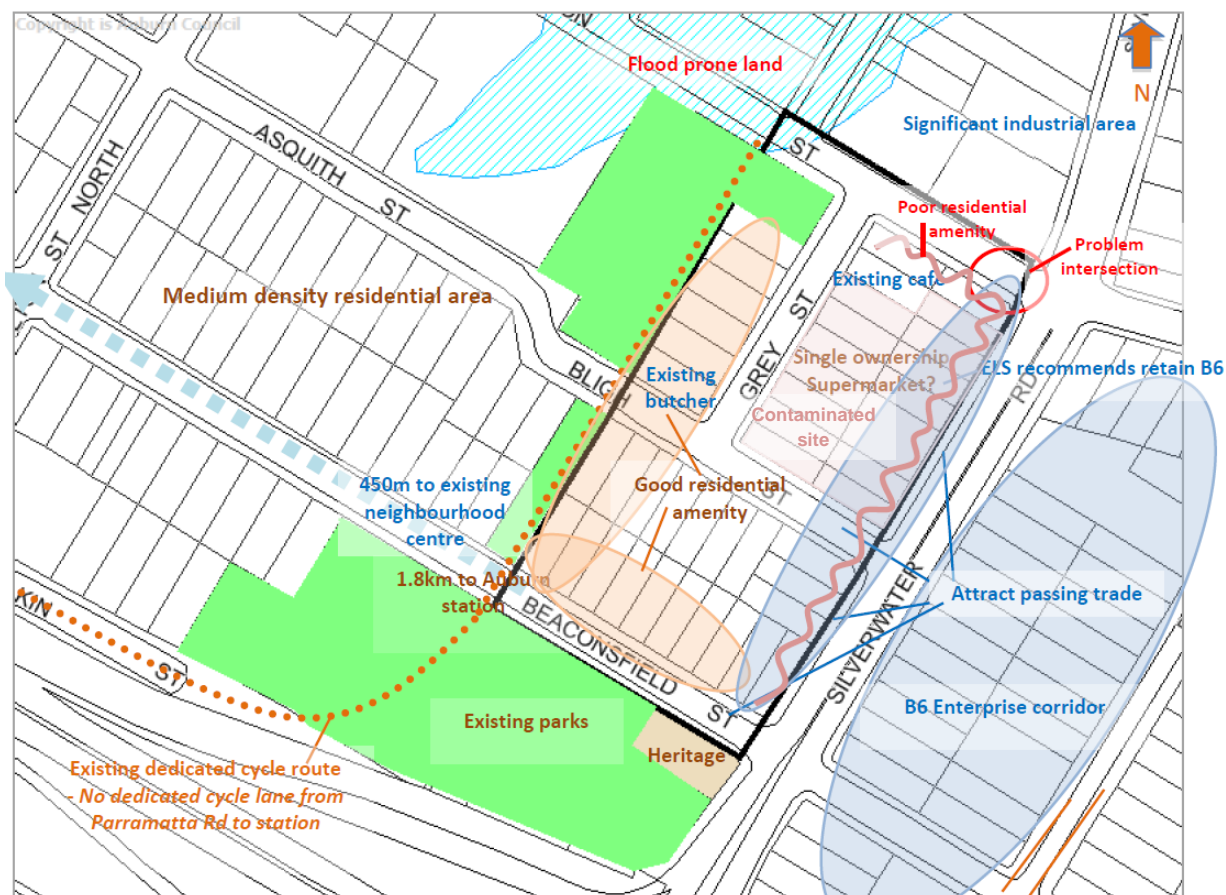 Copyright is Auburn Council
ON
Flood prone land
N
ST
Significant industrial area
ASQUITH
ST
NORTH
ST
Poor residential
amenity
Problem
intersection
Existing cafe
Medium density residential area
GREY ST
Single ownership
Supermarket?
ELS recommends retain B6
BLIGH
ST
Existing
butcher
Contaminated
site
RD
450m to existing
neighbourhood
centre
Good residential
amenity
1.8km to Auburn
station
BEACONSFIELD
ST
Attract passing trade
SILVERWATER
KIN
ST
Existing parks
B6 Enterprise corridor
Heritage
Existing dedicated cycle route
- No dedicated cycle lane from
Parramatta Rd to station